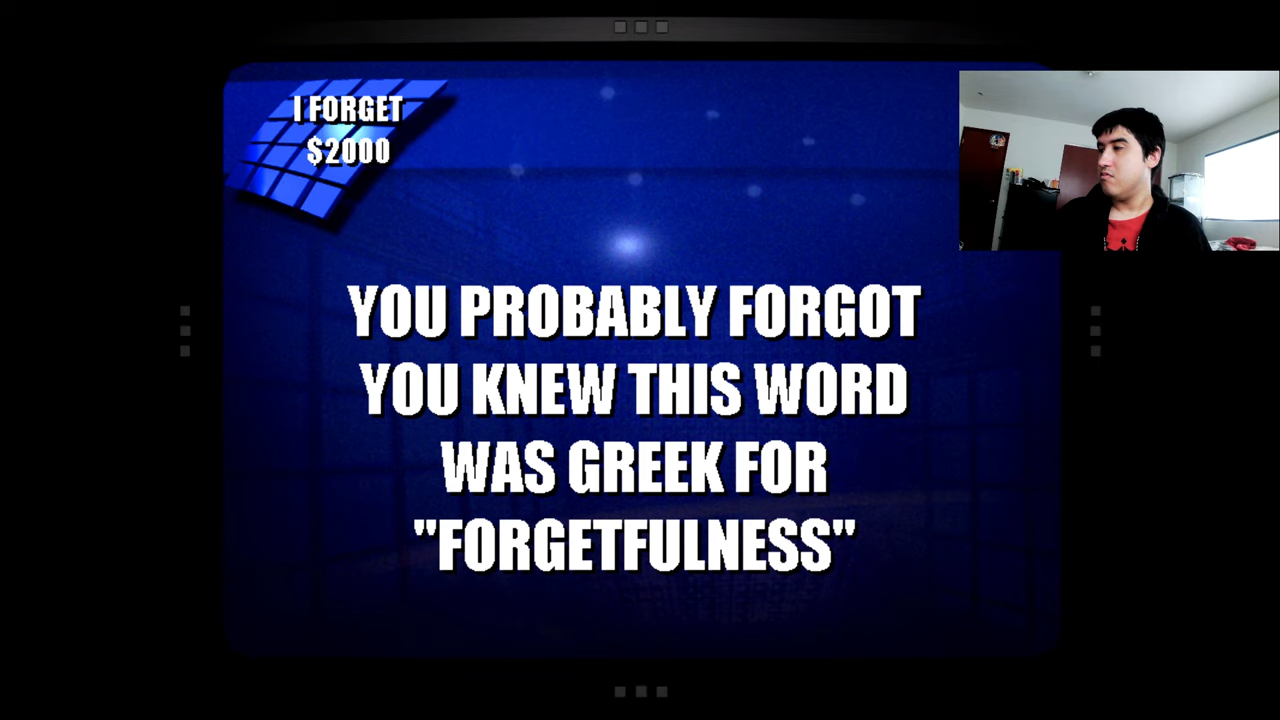 I FORGET
$2000
YOU PROBABLY FORGOT
YOU KNEW THIS WORD
WAS GREEK FOR
"FORGETFULNESS"